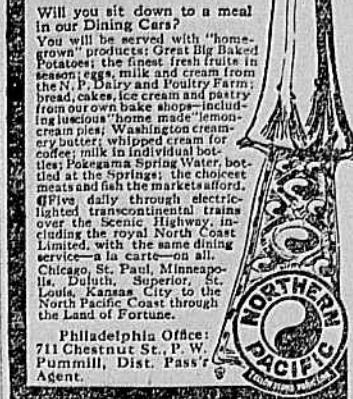 Will you sit down to a meal
in our Dining Cars?
You will be served with "home-
grown" products: Great Big Baked
Potatoes; the finest fresh fruits in
season; eggs, milk and cream from
the N. P. Dairy and Poultry Farm;
bread, cakes, ice cream and pastry
from our own bake shops—includ-
ing luscious "home made" lemon-
cream pies; Washington cream-
ery butter; whipped cream for
coffee; milk in individual bot-
tles; Pokegama Spring Water, bot-
tled at the Springs; the choicest
meats and fish the markets afford.
¶Five daily through electric-
lighted transcontinental trains
over the Scenic Highway, in-
cluding the royal North Coast
Limited, with the same dining
service—a la carte—on all.
Chicago, St. Paul, Minneapo-
lis, Duluth, Superior, St.
Louis, Kansas City to the
North Pacific Coast through
the Land of Fortune.
Philadelphia Office:
711 Chestnut St., P. W.
Pummill, Dist. Pass'r
Agent.
NORTHERN
PACIFIC